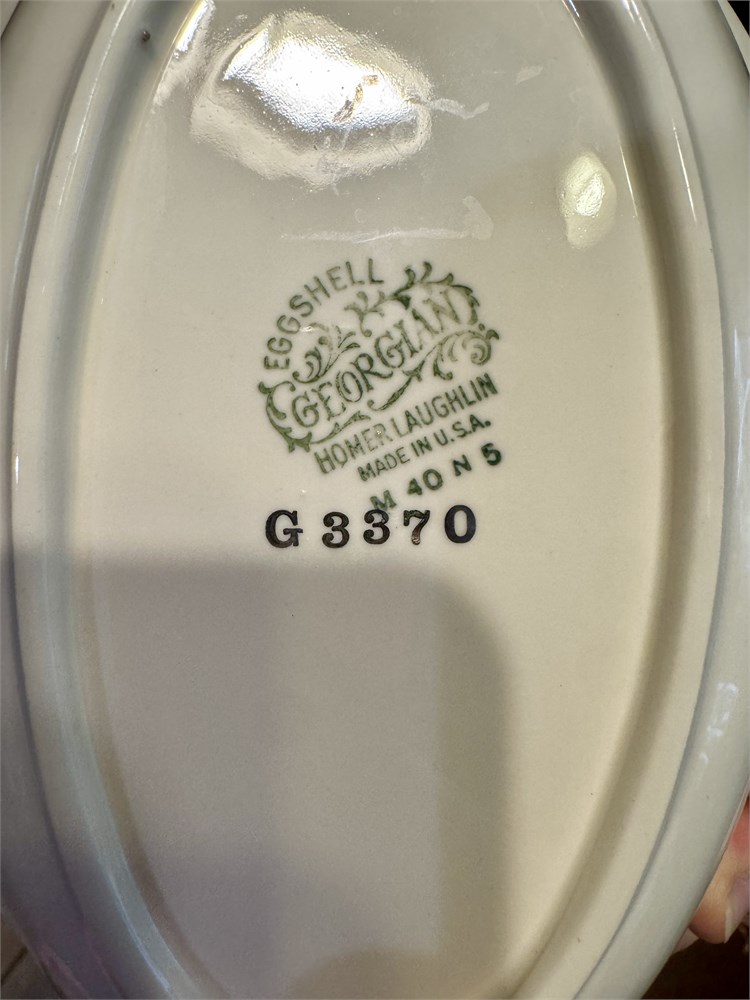 EGGSHELL
GEORGIAN
HOMER LAUGHLIN
MADE IN U.S.A.
M 40 N 5
G 3370